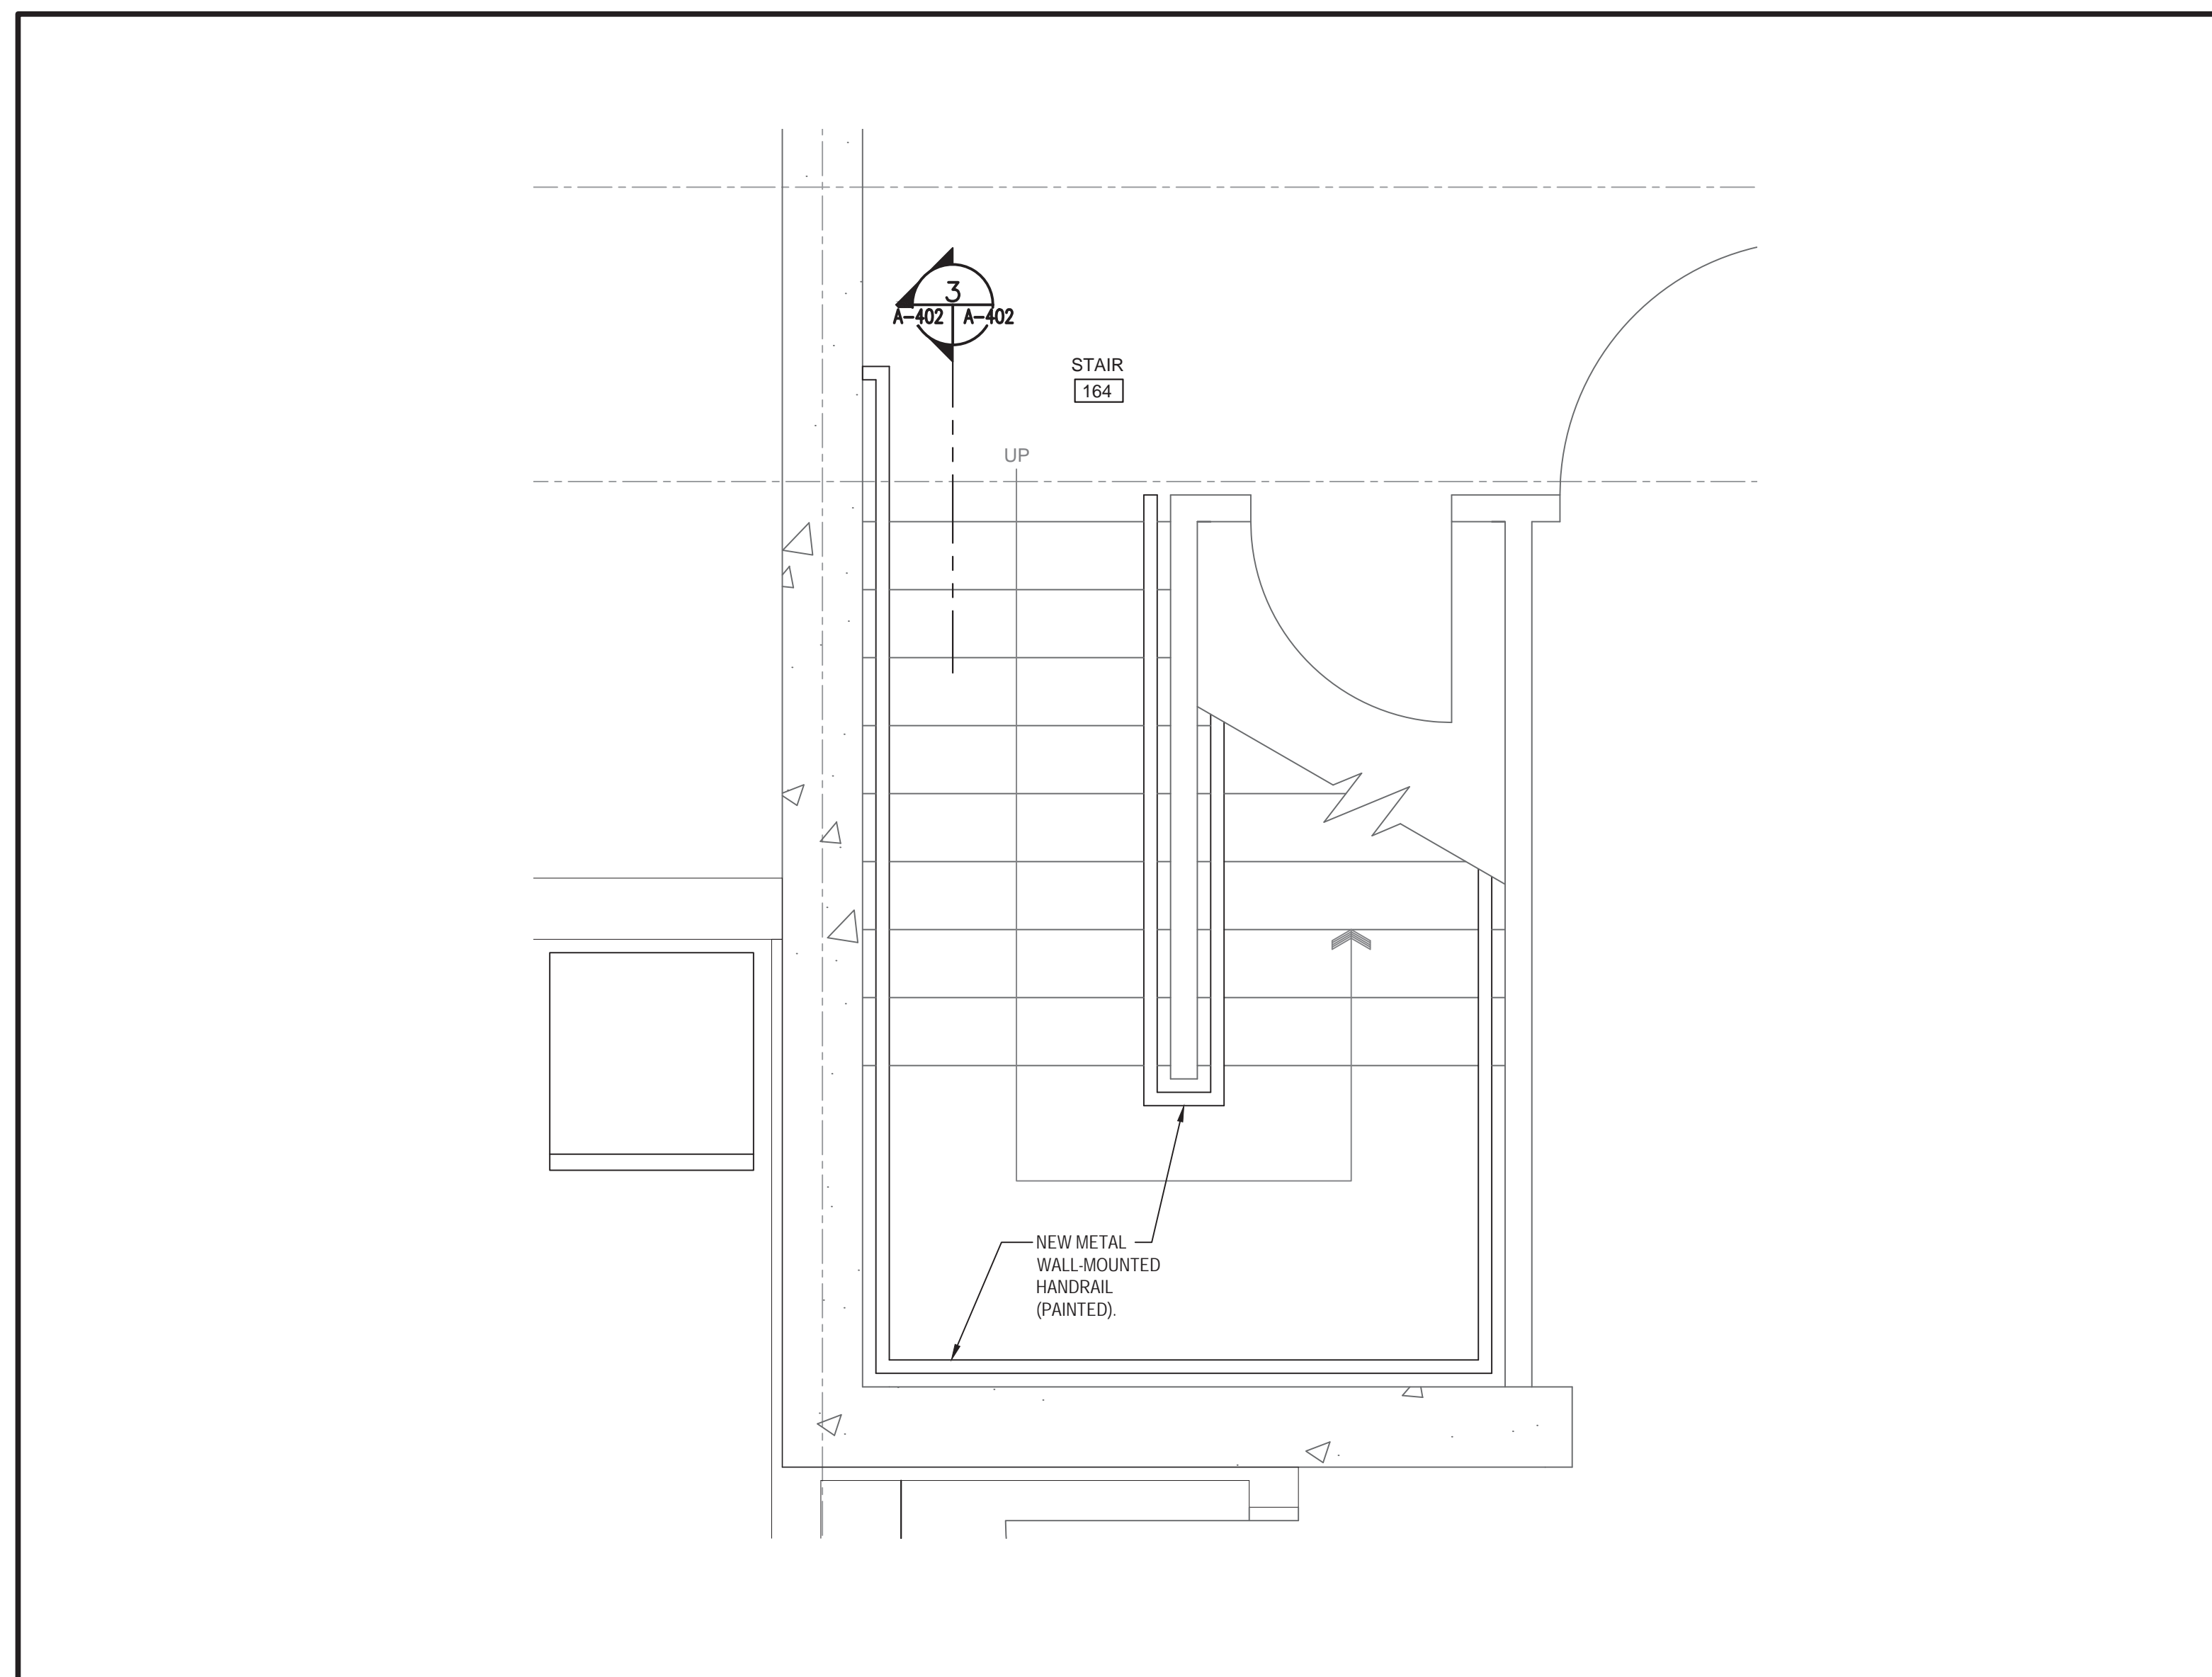 3
A-402 A-402
STAIR
164
UP
NEW METAL
WALL-MOUNTED
HANDRAIL
(PAINTED).